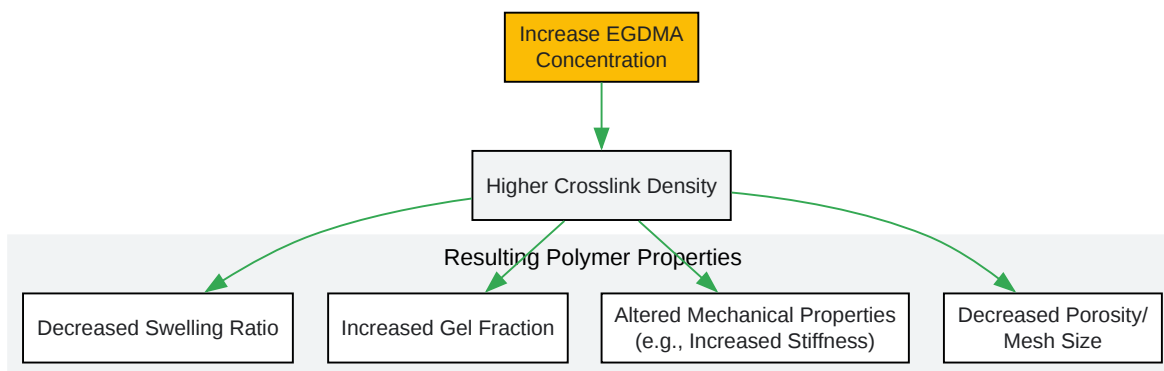 Increase EGDMA
Concentration
Higher Crosslink Density
Resulting Polymer Properties
Decreased Swelling Ratio
Increased Gel Fraction
Altered Mechanical Properties
(e.g., Increased Stiffness)
Decreased Porosity/
Mesh Size